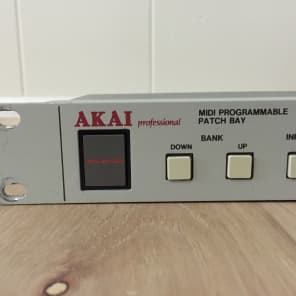 AKAI professional
MIDI PROGRAMMABLE
PATCH BAY
BANK
DOWN UP